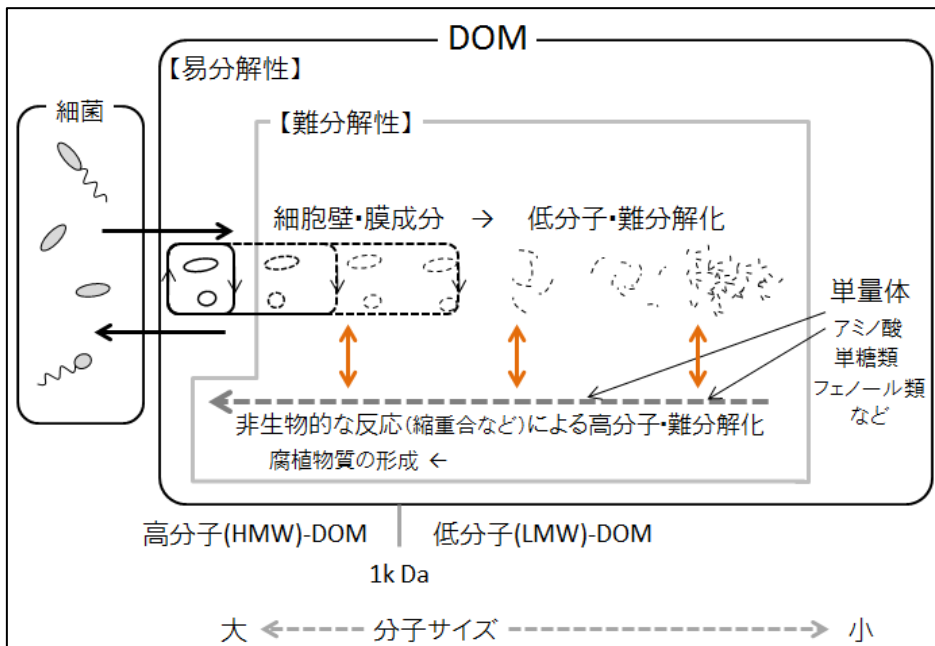 DOM
【易分解性】
細菌
【難分解性】
細胞壁・膜成分 → 低分子・難分解化
単量体
アミノ酸
単糖類
フェノール類
など
非生物的な反応(縮重合など)による高分子・難分解化
腐植物質の形成 ←
高分子(HMW)-DOM 低分子(LMW)-DOM
1k Da
大 分子サイズ 小